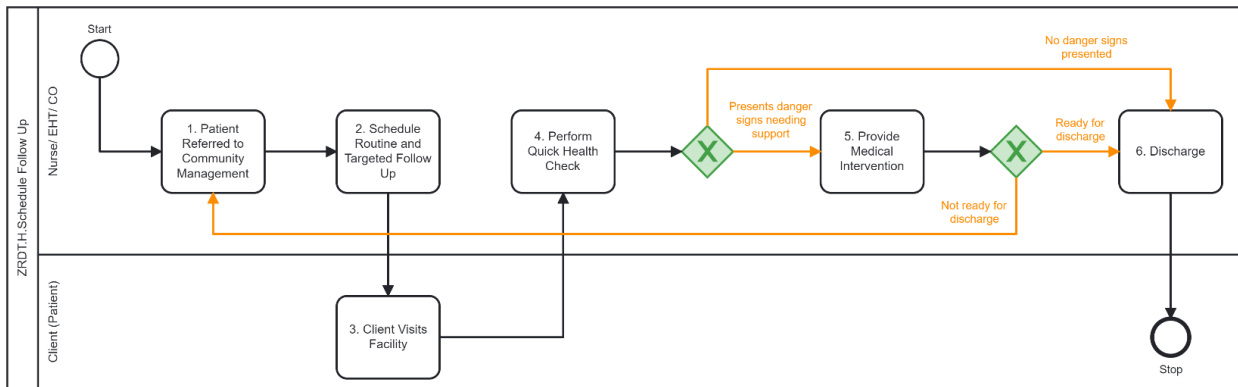 ZRDT.H.Schedule Follow Up
Nurse/ EHT/ CO
Start
1. Patient
Referred to
Community
Management
2. Schedule
Routine and
Targeted Follow
Up
4. Perform
Quick Health
Check
No danger signs
presented
Presents danger
signs needing
support
X
5. Provide
Medical
Intervention
X
Ready for
discharge
Not ready for
discharge
6. Discharge
Client (Patient)
3. Client Visits
Facility
Stop